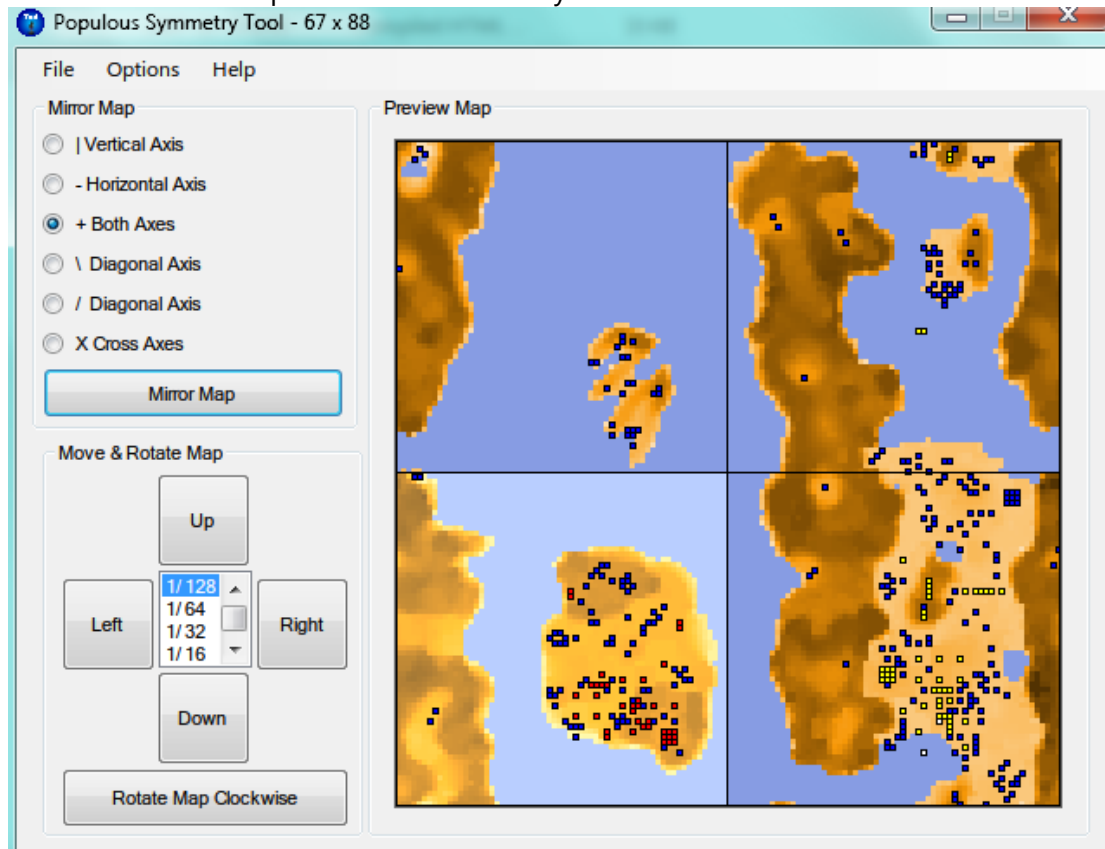 Populous Symmetry Tool - 67 x 88
File Options Help
Mirror Map
| Vertical Axis
- Horizontal Axis
+ Both Axes
\ Diagonal Axis
/ Diagonal Axis
X Cross Axes
Mirror Map
Move & Rotate Map
Up
Left
1/ 128
1/ 64
1/ 32
1/ 16
Right
Down
Rotate Map Clockwise
Preview Map